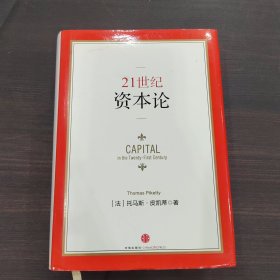 21世纪
资本论
CAPITAL
in the Twenty-First Century
Thomas Piketty
[法] 托马斯·皮凯蒂◎著